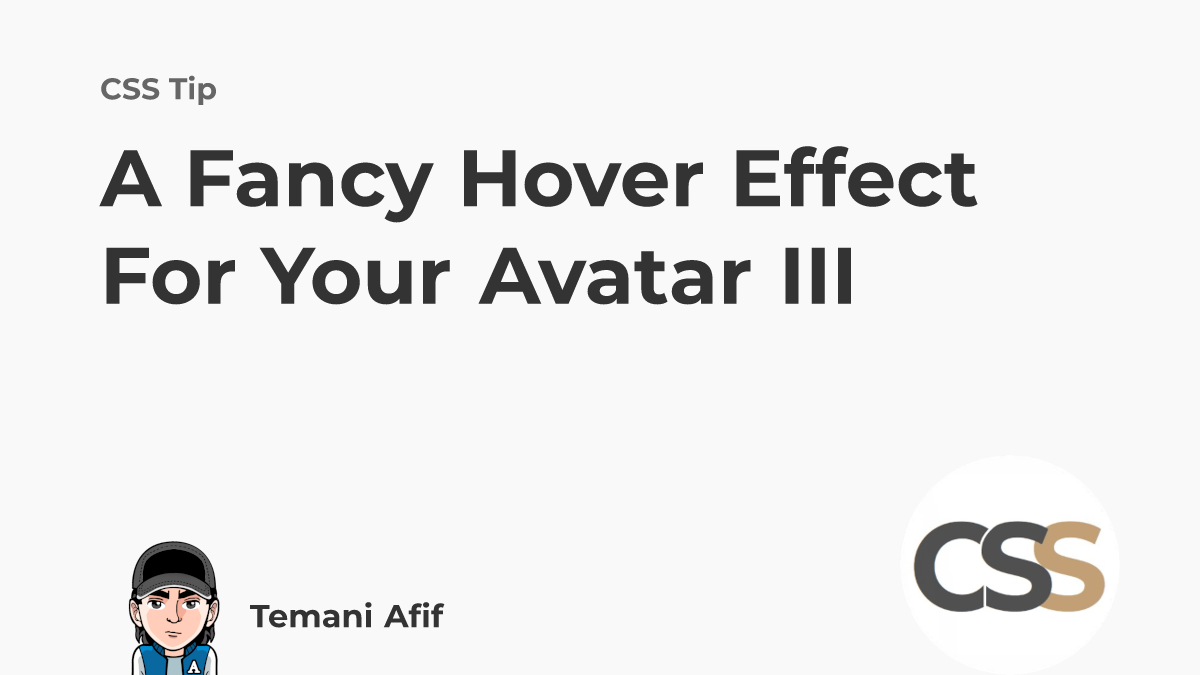 CSS Tip
A Fancy Hover Effect
For Your Avatar III
A
Temani Afif
CSS